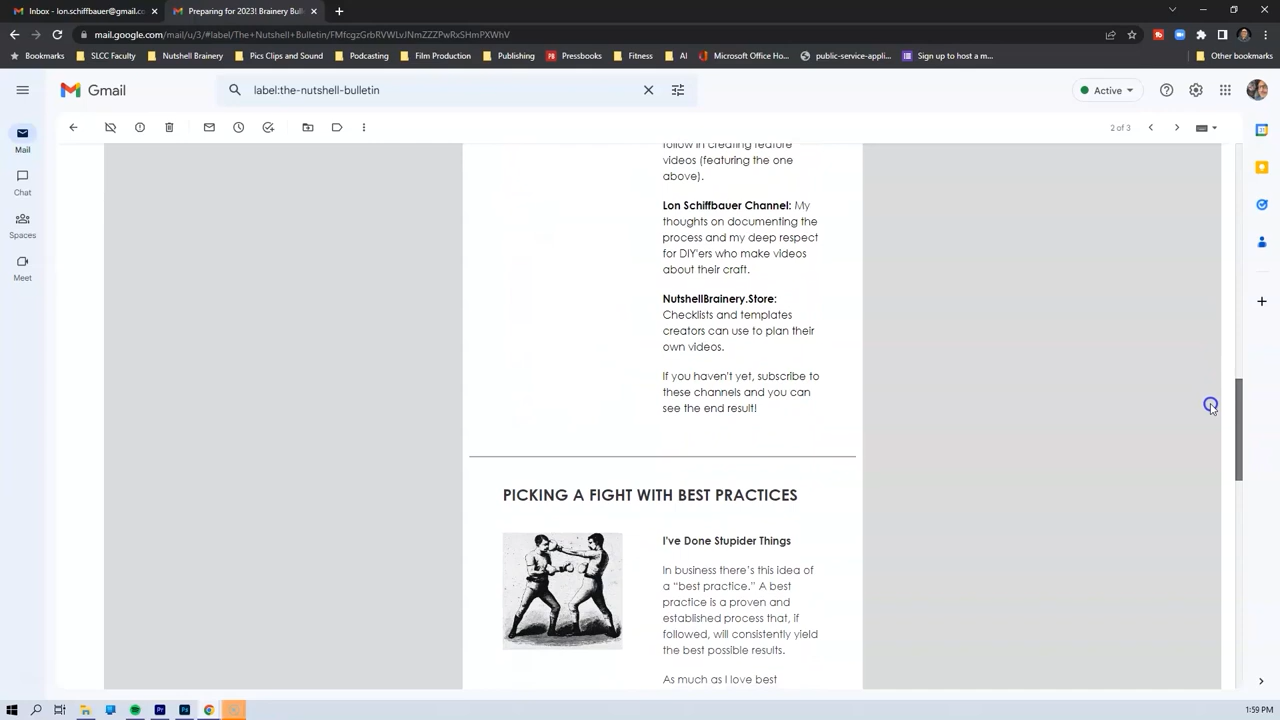 Inbox - lon.schiffbauer@gmail.c
Preparing for 2023! Brainery Bul
mail.google.com/mail/u/3/#label/The+Nutshell+Bulletin/FMfcgzGrbRVWLvJNmZZZPwRxSHmPXWhV
Bookmarks SLCC Faculty Nutshell Brainery Pics Clips and Sound Podcasting Film Production Publishing Pressbooks Fitness AI Microsoft Office Ho... public-service-appli... Sign up to host a m... Other bookmarks
Gmail
label:the-nutshell-bulletin
Active
2 of 3
Mail
Chat
Spaces
Meet
follow in creating feature
videos (featuring the one
above).
Lon Schiffbauer Channel: My
thoughts on documenting the
process and my deep respect
for DIY'ers who make videos
about their craft.
NutshellBrainery.Store:
Checklists and templates
creators can use to plan their
own videos.
If you haven't yet, subscribe to
these channels and you can
see the end result!
PICKING A FIGHT WITH BEST PRACTICES
I've Done Stupider Things
In business there's this idea of
a “best practice.” A best
practice is a proven and
established process that, if
followed, will consistently yield
the best possible results.
As much as I love best
1:59 PM